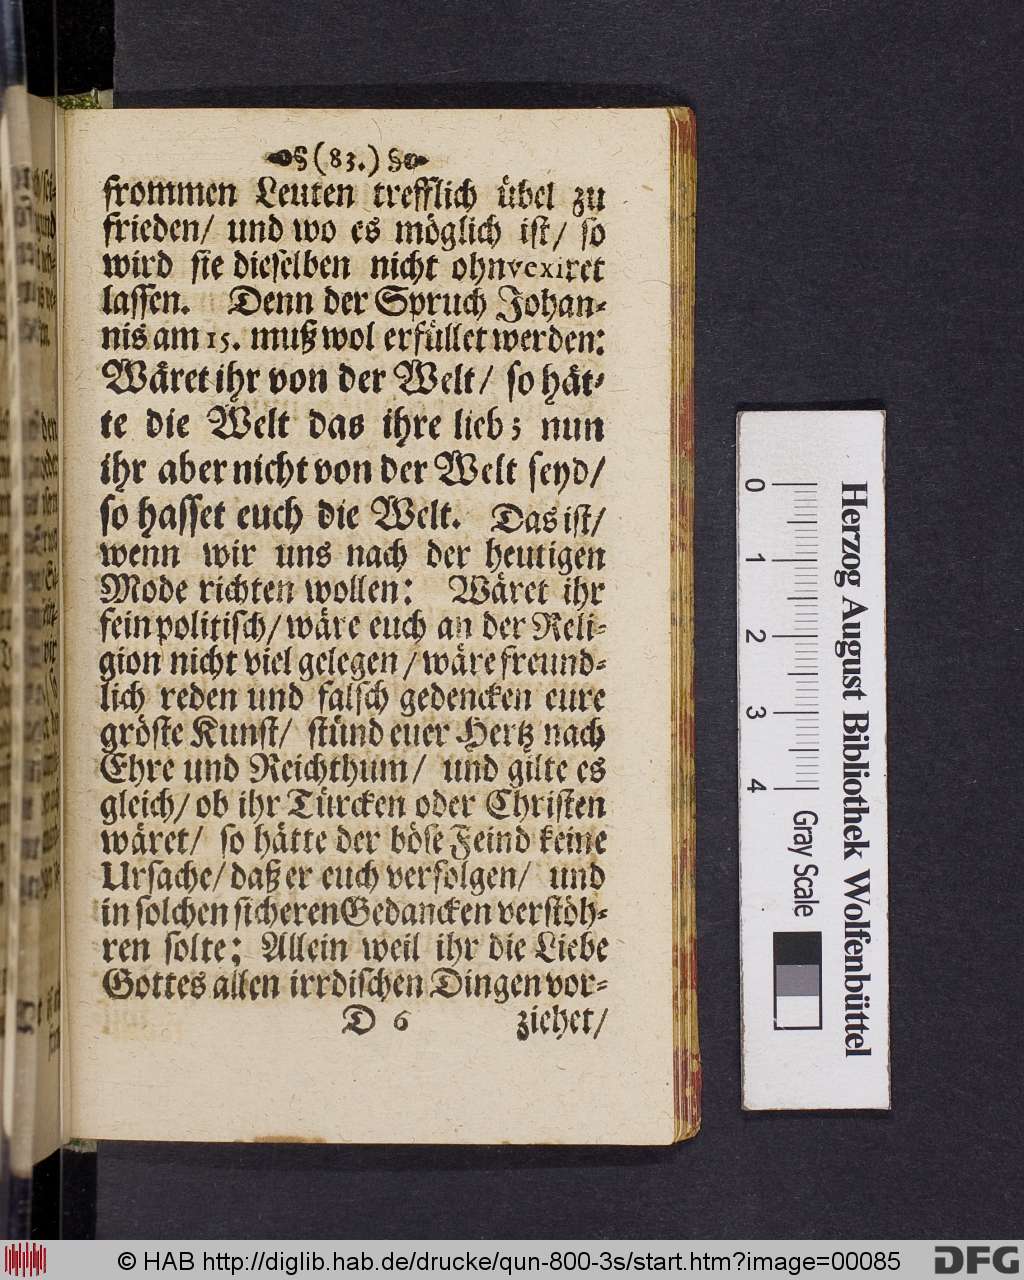 (83.)
frommen Leuten trefflich übel zu
frieden/ und wo es möglich ist/ so
wird sie dieselben nicht ohnvexiret
lassen. Denn der Spruch Johan-
nis am 15. muß wol erfüllet werden:
Wäret ihr von der Welt/ so hät-
te die Welt das ihre lieb; nun
ihr aber nicht von der Welt seyd/
so hasset euch die Welt. Das ist/
wenn wir uns nach der heutigen
Mode richten wollen: Wäret ihr
fein politisch/ wäre euch an der Reli-
gion nicht viel gelegen/ wäre freund-
lich reden und falsch gedencken eure
gröste Kunst/ stünd euer Hertz nach
Ehre und Reichthum/ und gilte es
gleich/ ob ihr Türcken oder Christen
wäret/ so hätte der böse Feind keine
Ursache/ daß er euch verfolgen/ und
in solchen sicheren Gedancken verstöh-
ren solte; Allein weil ihr die Liebe
Gottes allen irrdischen Dingen vor-
D 6 ziehet/
0 1 2 3 4
Gray Scale
Herzog August Bibliothek Wolfenbüttel
© HAB http://diglib.hab.de/drucke/qun-800-3s/start.htm?image=00085
DFG